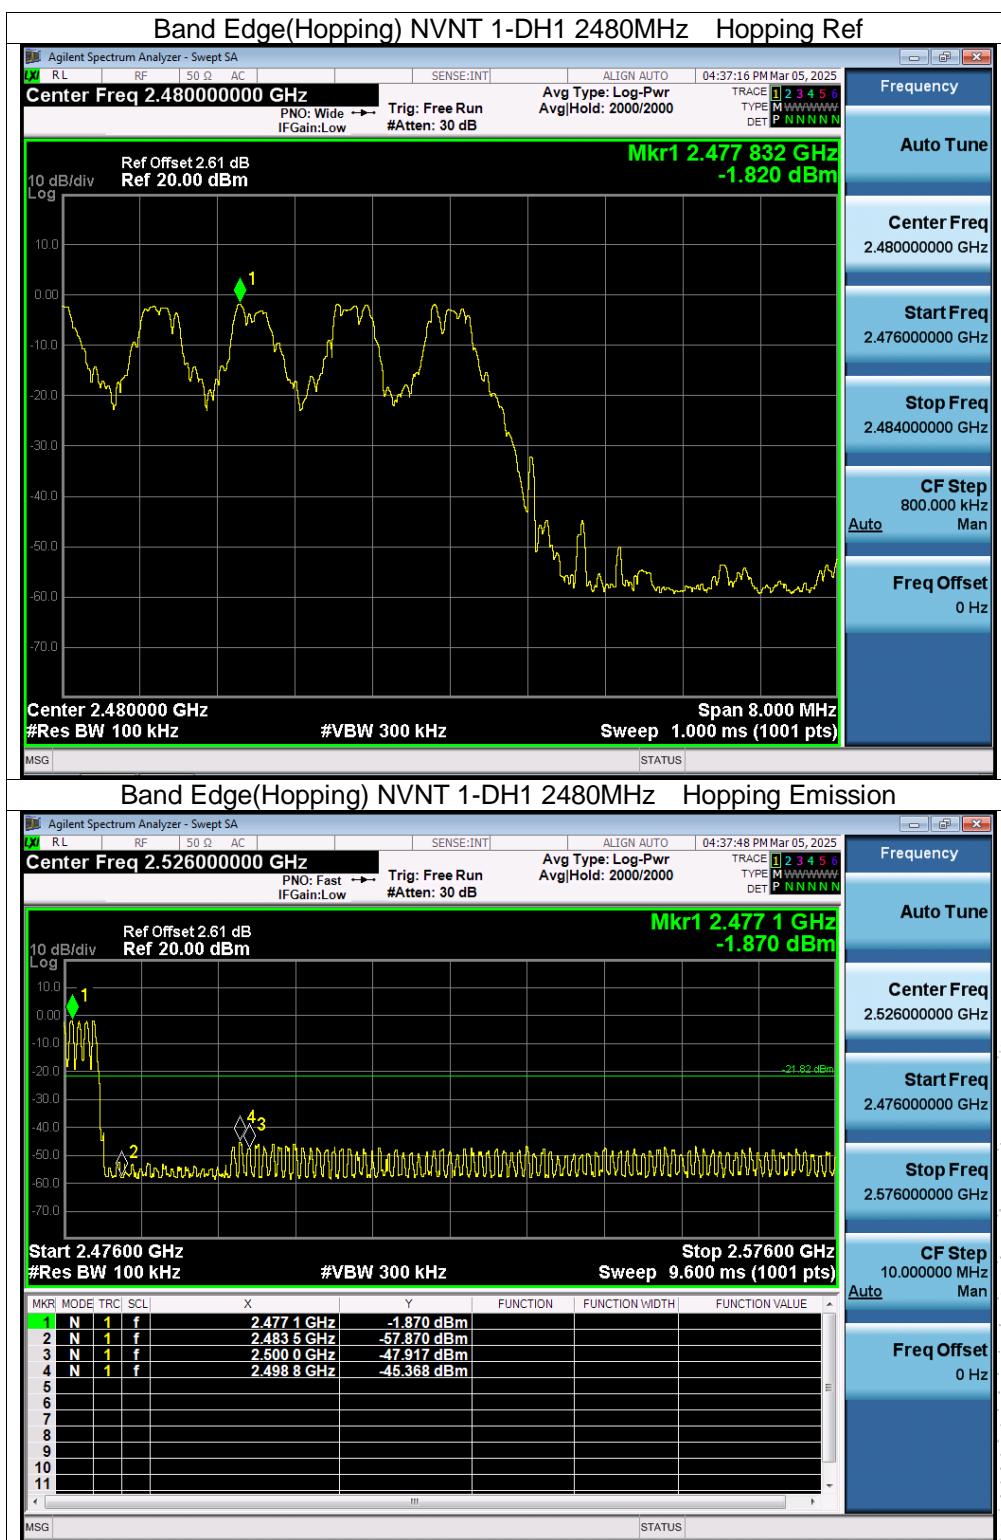 Band Edge(Hopping) NVNT 1-DH1 2480MHz Hopping Ref
Agilent Spectrum Analyzer - Swept SA
LXI RL RF 50 Ω AC SENSE:INT ALIGN AUTO 04:37:16 PM Mar 05, 2025
Center Freq 2.480000000 GHz
PNO: Wide
IFGain:Low
Trig: Free Run
#Atten: 30 dB
Avg Type: Log-Pwr
Avg|Hold: 2000/2000
TRACE 1 2 3 4 5 6
TYPE M WWWWW
DET P N N N N N
Frequency
Auto Tune
Center Freq
2.480000000 GHz
Start Freq
2.476000000 GHz
Stop Freq
2.484000000 GHz
CF Step
800.000 kHz
Auto Man
Freq Offset
0 Hz
Mkr1 2.477 832 GHz
-1.820 dBm
Ref Offset 2.61 dB
10 dB/div Ref 20.00 dBm
Log
10.0
0.00
-10.0
-20.0
-30.0
-40.0
-50.0
-60.0
-70.0
1
Center 2.480000 GHz Span 8.000 MHz
#Res BW 100 kHz #VBW 300 kHz Sweep 1.000 ms (1001 pts)
MSG STATUS
Band Edge(Hopping) NVNT 1-DH1 2480MHz Hopping Emission
Agilent Spectrum Analyzer - Swept SA
LXI RL RF 50 Ω AC SENSE:INT ALIGN AUTO 04:37:48 PM Mar 05, 2025
Center Freq 2.526000000 GHz
PNO: Fast
IFGain:Low
Trig: Free Run
#Atten: 30 dB
Avg Type: Log-Pwr
Avg|Hold: 2000/2000
TRACE 1 2 3 4 5 6
TYPE M WWWWW
DET P N N N N N
Frequency
Auto Tune
Center Freq
2.526000000 GHz
Start Freq
2.476000000 GHz
Stop Freq
2.576000000 GHz
CF Step
10.000000 MHz
Auto Man
Freq Offset
0 Hz
Mkr1 2.477 1 GHz
-1.870 dBm
Ref Offset 2.61 dB
10 dB/div Ref 20.00 dBm
Log
10.0
0.00
-10.0
-20.0
-30.0
-40.0
-50.0
-60.0
-70.0
1
-21.82 dBm
4 3
2
Start 2.47600 GHz Stop 2.57600 GHz
#Res BW 100 kHz #VBW 300 kHz Sweep 9.600 ms (1001 pts)
MKR MODE TRC SCL X Y FUNCTION FUNCTION WIDTH FUNCTION VALUE
1 N 1 f 2.477 1 GHz -1.870 dBm
2 N 1 f 2.483 5 GHz -57.870 dBm
3 N 1 f 2.500 0 GHz -47.917 dBm
4 N 1 f 2.498 8 GHz -45.368 dBm
5
6
7
8
9
10
11
MSG STATUS